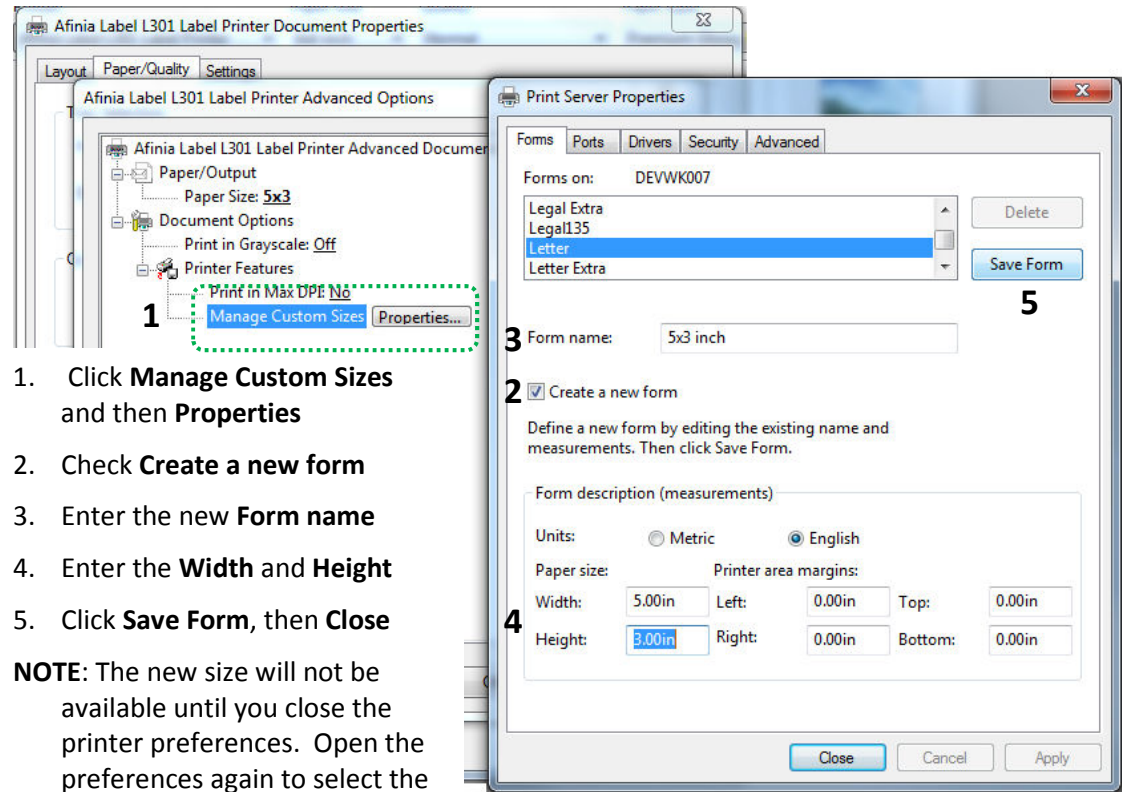 Afinia Label L301 Label Printer Document Properties
Layout Paper/Quality Settings
Afinia Label L301 Label Printer Advanced Options
Afinia Label L301 Label Printer Advanced Documen
Paper/Output
Paper Size: 5x3
Document Options
Print in Grayscale: Off
Printer Features
Print in Max DPI: No
1 Manage Custom Sizes Properties...
1. Click Manage Custom Sizes
and then Properties
2. Check Create a new form
3. Enter the new Form name
4. Enter the Width and Height
5. Click Save Form, then Close
NOTE: The new size will not be
available until you close the
printer preferences. Open the
preferences again to select the
Print Server Properties
Forms Ports Drivers Security Advanced
Forms on: DEVWK007
Legal Extra
Legal135
Letter
Letter Extra
Delete
Save Form
5
3 Form name: 5x3 inch
2 Create a new form
Define a new form by editing the existing name and
measurements. Then click Save Form.
Form description (measurements)
Units: Metric English
Paper size: Printer area margins:
Width: 5.00in Left: 0.00in Top: 0.00in
4
Height: 3.00in Right: 0.00in Bottom: 0.00in
Close Cancel Apply